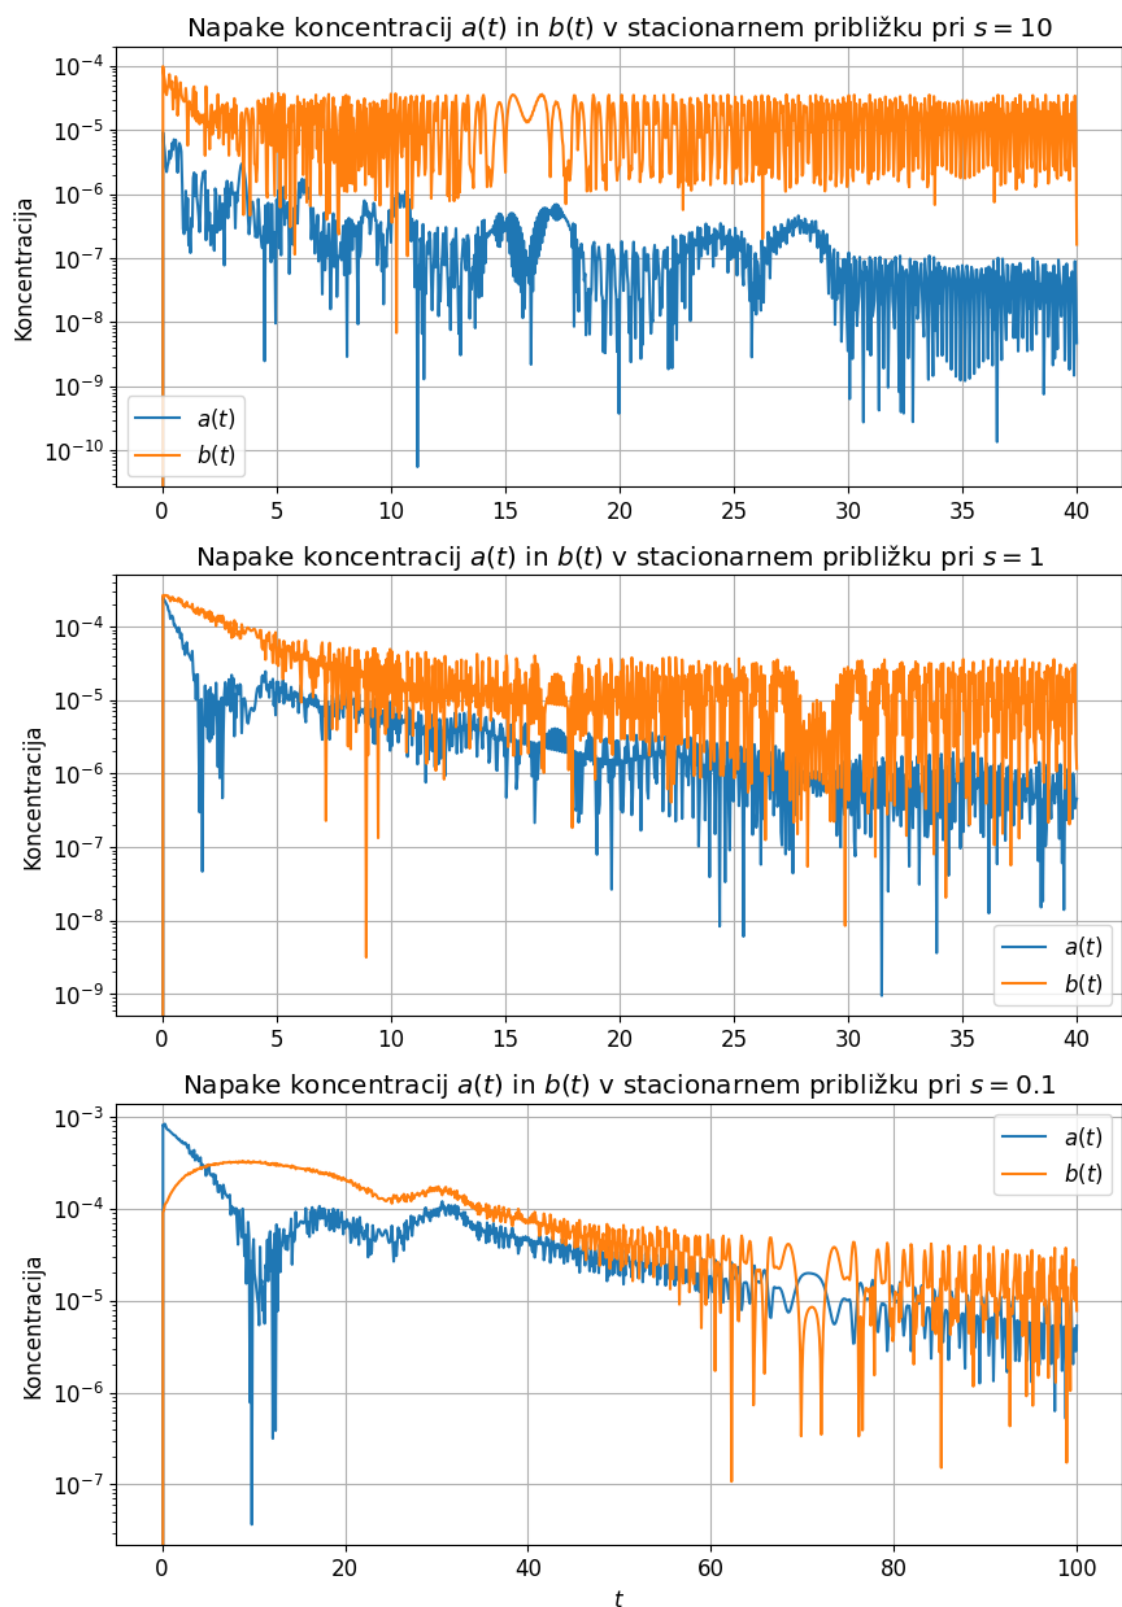 Napake koncentracij a(t) in b(t) v stacionarnem približku pri s = 10
Koncentracija
10⁻⁴
10⁻⁵
10⁻⁶
10⁻⁷
10⁻⁸
10⁻⁹
10⁻¹⁰
a(t)
b(t)
0 5 10 15 20 25 30 35 40
Napake koncentracij a(t) in b(t) v stacionarnem približku pri s = 1
Koncentracija
10⁻⁴
10⁻⁵
10⁻⁶
10⁻⁷
10⁻⁸
10⁻⁹
a(t)
b(t)
0 5 10 15 20 25 30 35 40
Napake koncentracij a(t) in b(t) v stacionarnem približku pri s = 0.1
Koncentracija
10⁻³
10⁻⁴
10⁻⁵
10⁻⁶
10⁻⁷
a(t)
b(t)
0 20 40 60 80 100
t